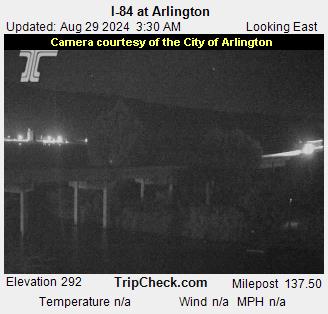 I-84 at Arlington
Updated: Aug 29 2024 3:30 AM Looking East
Camera courtesy of the City of Arlington
Elevation 292 TripCheck.com Milepost 137.50
Temperature n/a Wind n/a MPH n/a